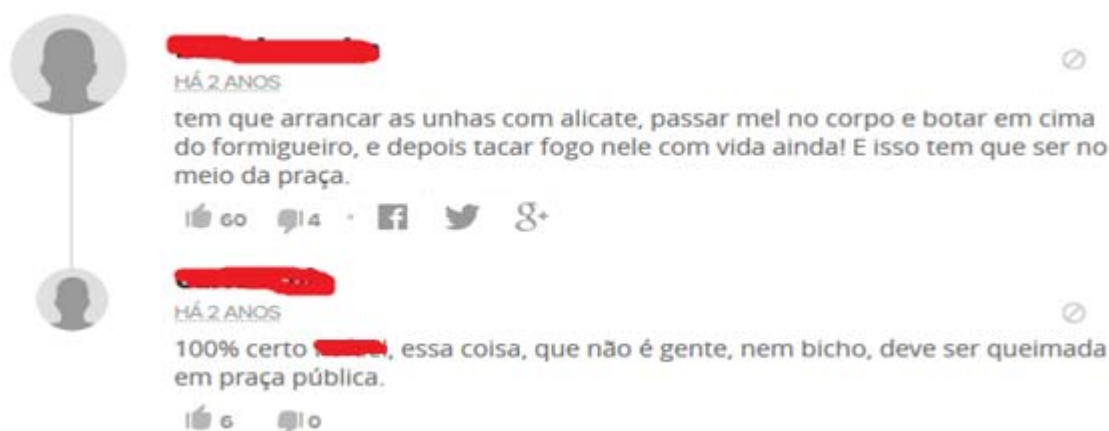 HÁ 2 ANOS
tem que arrancar as unhas com alicate, passar mel no corpo e botar em cima
do formigueiro, e depois tacar fogo nele com vida ainda! E isso tem que ser no
meio da praça.
60 4
HÁ 2 ANOS
100% certo , essa coisa, que não é gente, nem bicho, deve ser queimada
em praça pública.
6 0